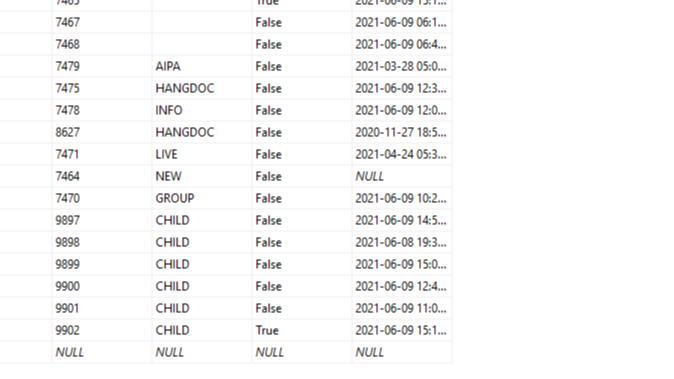 7465 True 2021-06-09 15:1...
7467 False 2021-06-09 06:1...
7468 False 2021-06-09 06:4...
7479 AIPA False 2021-03-28 05:0...
7475 HANGDOC False 2021-06-09 12:3...
7478 INFO False 2021-06-09 12:0...
8627 HANGDOC False 2020-11-27 18:5...
7471 LIVE False 2021-04-24 05:3...
7464 NEW False NULL
7470 GROUP False 2021-06-09 10:2...
9897 CHILD False 2021-06-09 14:5...
9898 CHILD False 2021-06-08 19:3...
9899 CHILD False 2021-06-09 15:0...
9900 CHILD False 2021-06-09 12:4...
9901 CHILD False 2021-06-09 11:0...
9902 CHILD True 2021-06-09 15:1...
NULL NULL NULL NULL